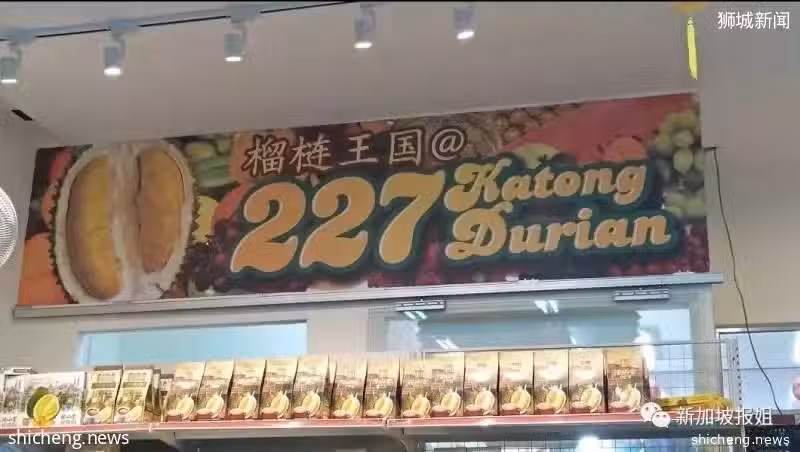 狮城新闻
榴梿王国@
227 Katong
Durian
新加坡报姐
shicheng.news
shicheng.news